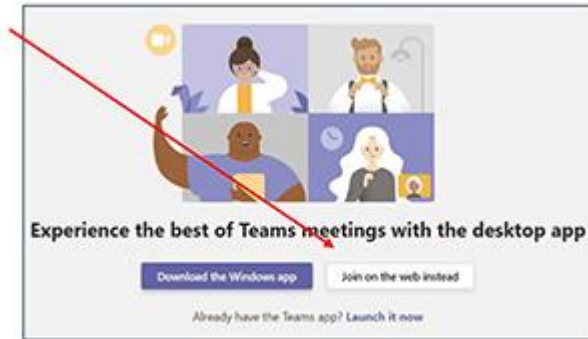 Experience the best of Teams meetings with the desktop app
Download the Windows app
Join on the web instead
Already have the Teams app? Launch it now